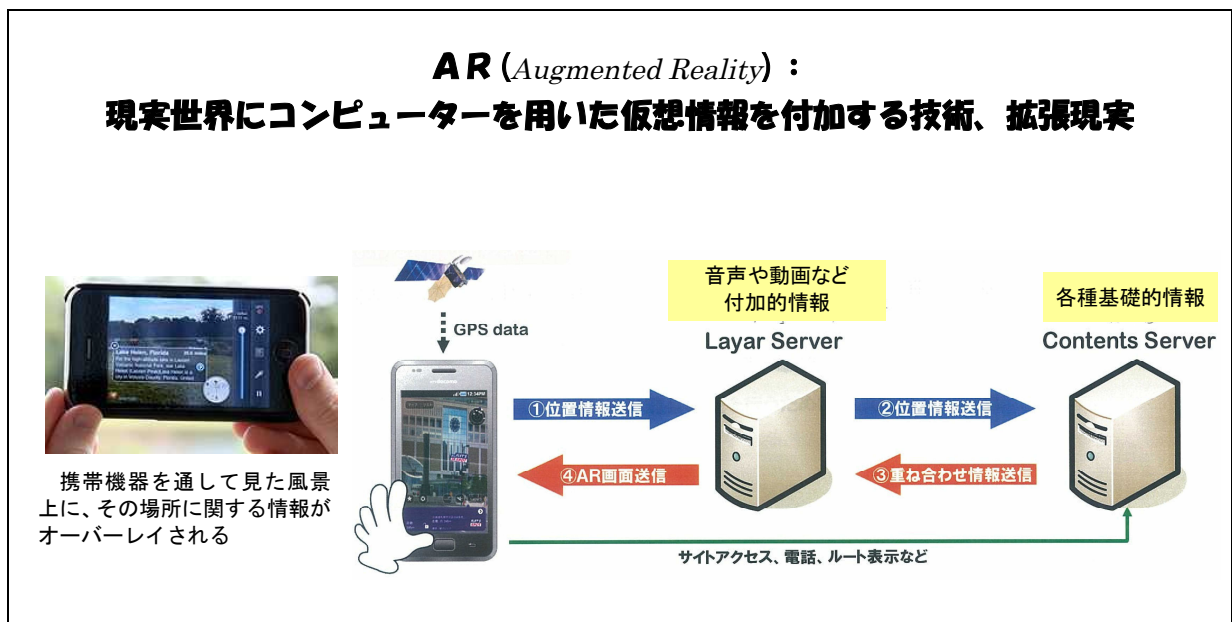 AR (Augmented Reality) :
現実世界にコンピューターを用いた仮想情報を付加する技術、拡張現実
Lake Helen, Florida
携帯機器を通して見た風景
上に、その場所に関する情報が
オーバーレイされる
GPS data
音声や動画など
付加的情報
Layar Server
各種基礎的情報
Contents Server
①位置情報送信
②位置情報送信
④AR画面送信
③重ね合わせ情報送信
サイトアクセス、電話、ルート表示など